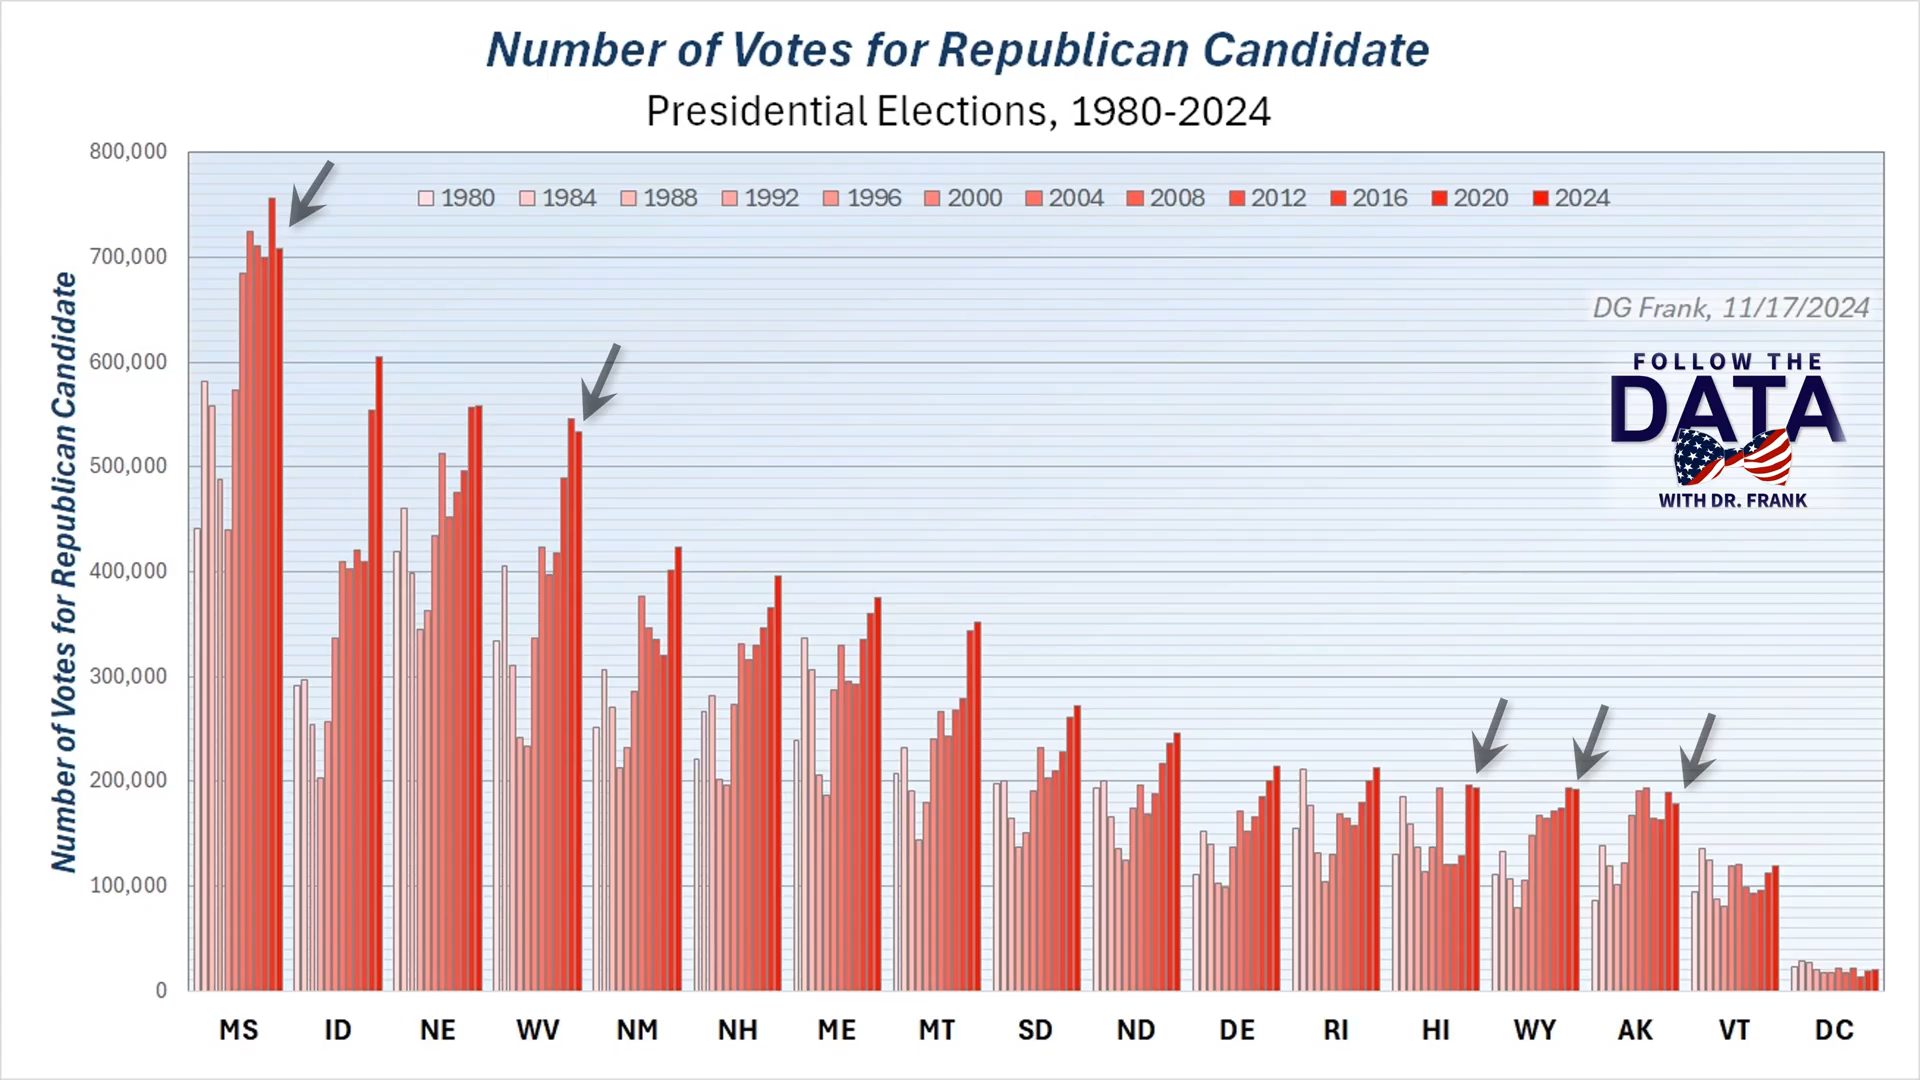 Number of Votes for Republican Candidate
Presidential Elections, 1980-2024
800,000
700,000
600,000
500,000
400,000
300,000
200,000
100,000
0
Number of Votes for Republican Candidate
1980 1984 1988 1992 1996 2000 2004 2008 2012 2016 2020 2024
DG Frank, 11/17/2024
FOLLOW THE
DATA
WITH DR. FRANK
MS ID NE WV NM NH ME MT SD ND DE RI HI WY AK VT DC